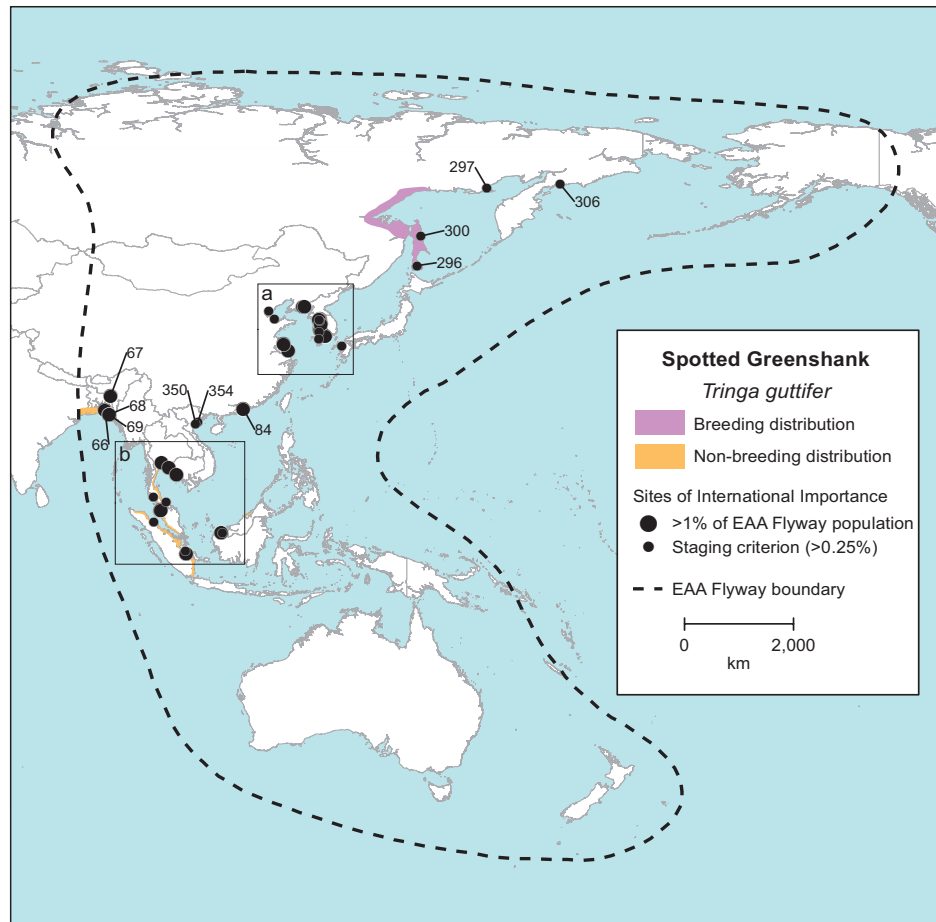 297
306
300
296
a
67
350
354
68
84
69
66
b
Spotted Greenshank
Tringa guttifer
Breeding distribution
Non-breeding distribution
Sites of International Importance
>1% of EAA Flyway population
Staging criterion (>0.25%)
EAA Flyway boundary
0 2,000
km